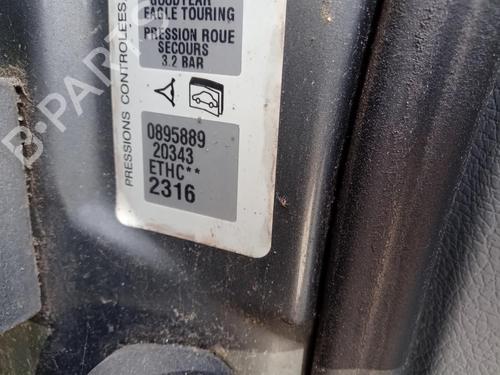 GOODYEAR
EAGLE TOURING
PRESSION ROUE
SECOURS
3.2 BAR
PRESSIONS CONTROLEES
0895889
20343
ETHC**
2316
B-PARTS